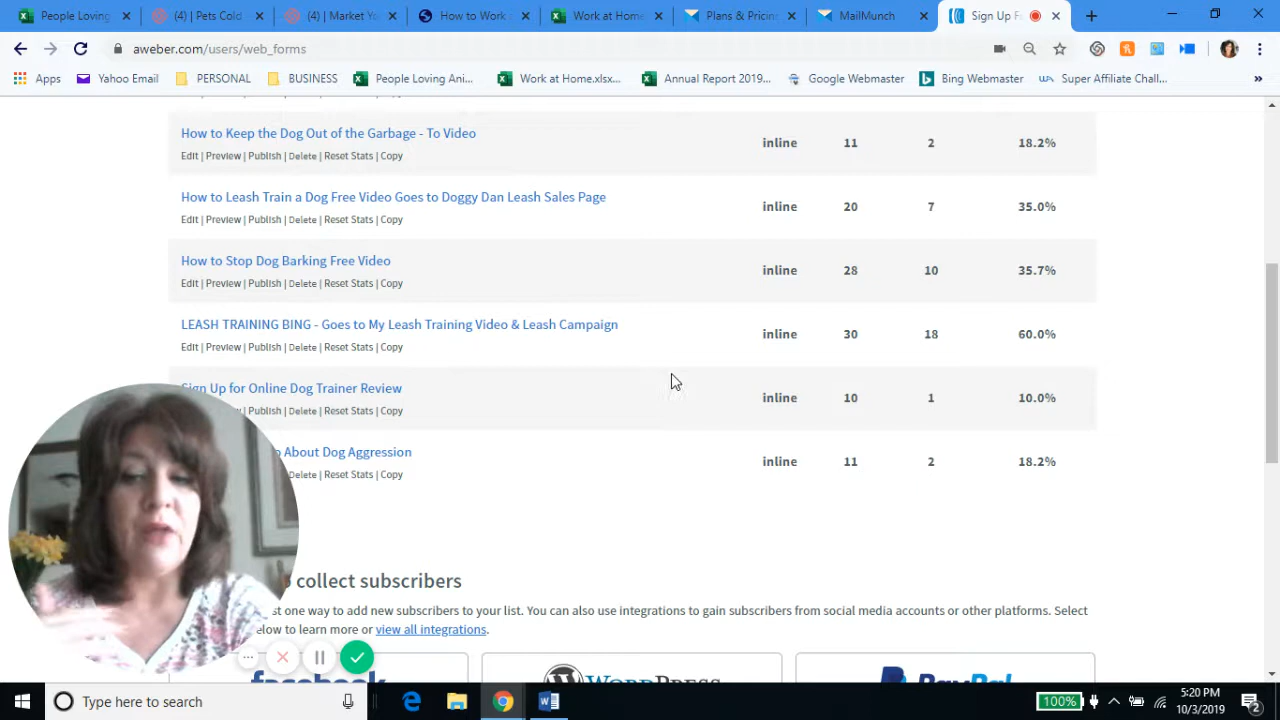 People Loving
(4) | Pets Cold
(4) | Market Yo
How to Work a
Work at Home
Plans & Pricin
MailMunch
Sign Up F
aweber.com/users/web_forms
Apps
Yahoo Email
PERSONAL
BUSINESS
People Loving Ani...
Work at Home.xlsx...
Annual Report 2019...
Google Webmaster
Bing Webmaster
Super Affiliate Chall...
»
How to Keep the Dog Out of the Garbage - To Video
inline 11 2 18.2%
Edit | Preview | Publish | Delete | Reset Stats | Copy
How to Leash Train a Dog Free Video Goes to Doggy Dan Leash Sales Page
inline 20 7 35.0%
Edit | Preview | Publish | Delete | Reset Stats | Copy
How to Stop Dog Barking Free Video
inline 28 10 35.7%
Edit | Preview | Publish | Delete | Reset Stats | Copy
LEASH TRAINING BING - Goes to My Leash Training Video & Leash Campaign
inline 30 18 60.0%
Edit | Preview | Publish | Delete | Reset Stats | Copy
Sign Up for Online Dog Trainer Review
inline 10 1 10.0%
Publish | Delete | Reset Stats | Copy
About Dog Aggression
inline 11 2 18.2%
Delete | Reset Stats | Copy
collect subscribers
one way to add new subscribers to your list. You can also use integrations to gain subscribers from social media accounts or other platforms. Select
below to learn more or view all integrations.
facebook
WORDPRESS
PayPal
Type here to search
100%
5:20 PM
10/3/2019
2